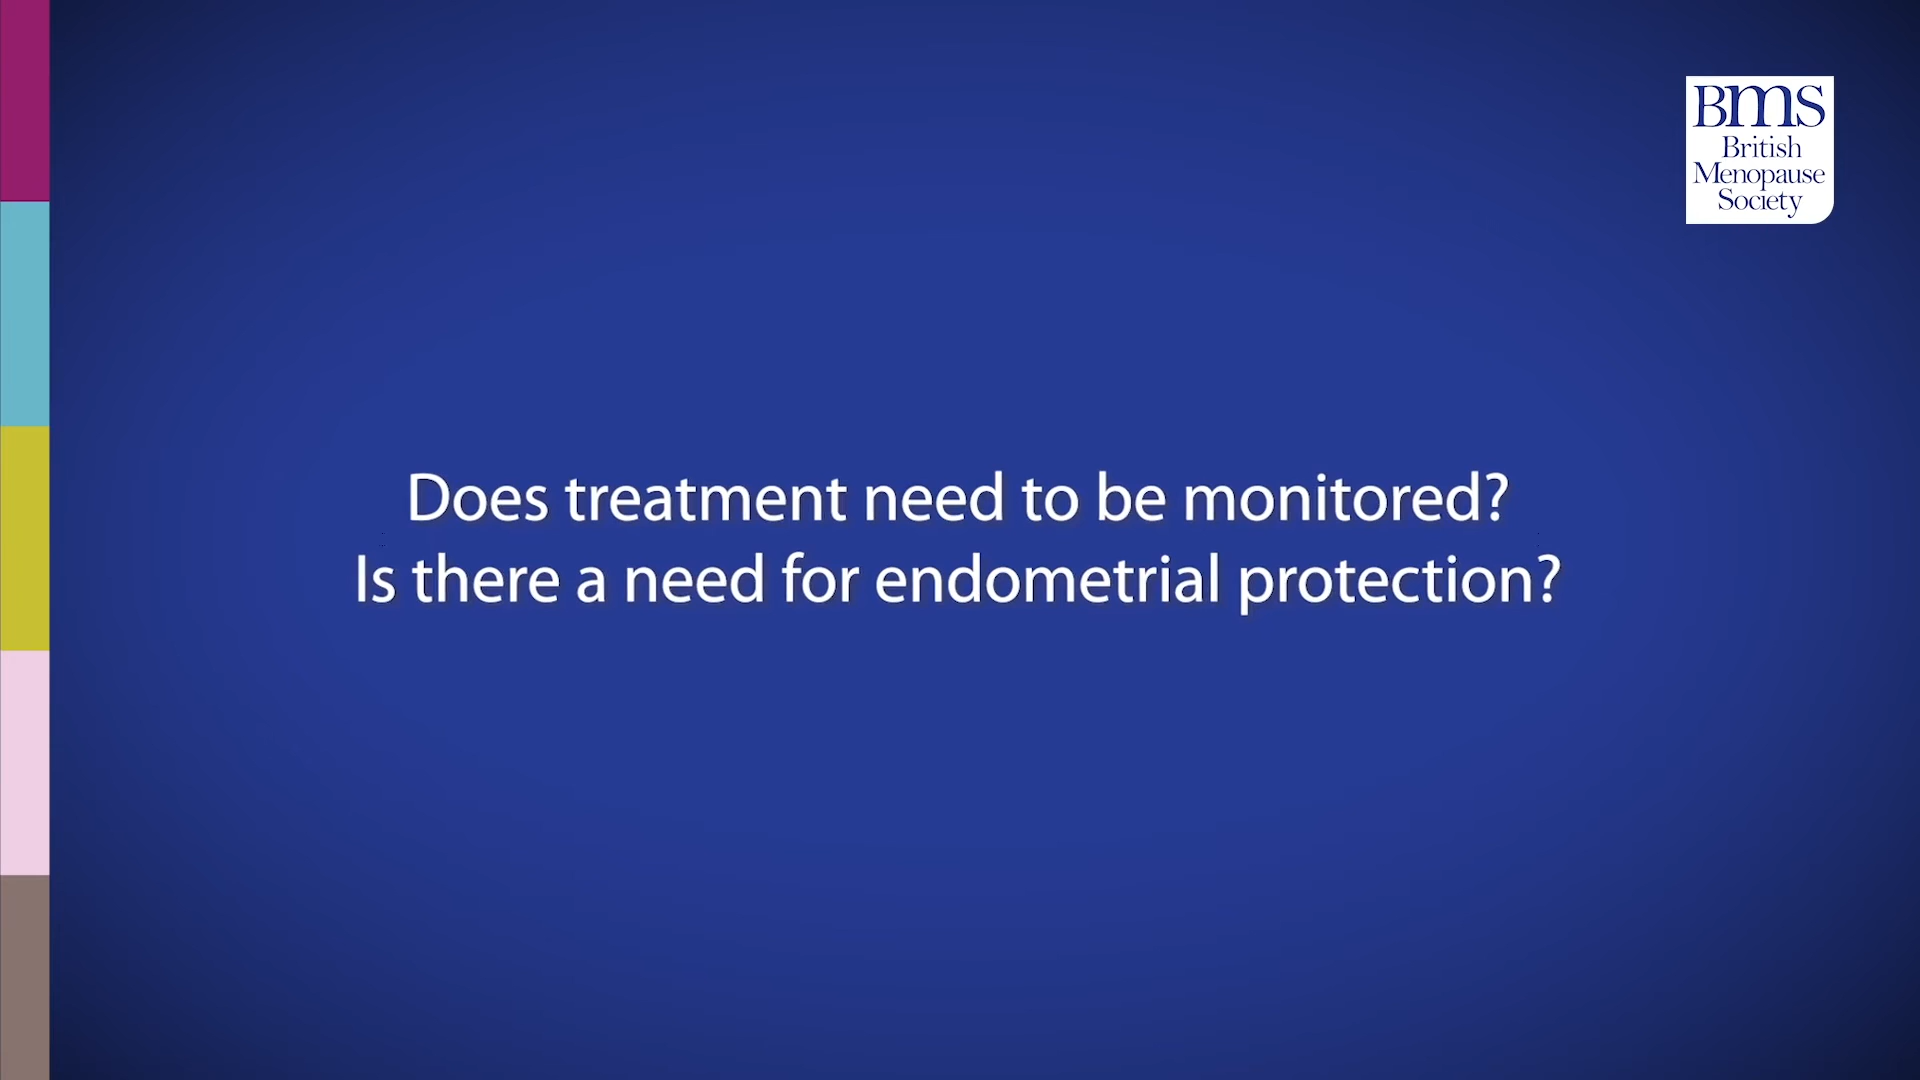 BMS
British
Menopause
Society
Does treatment need to be monitored?
Is there a need for endometrial protection?